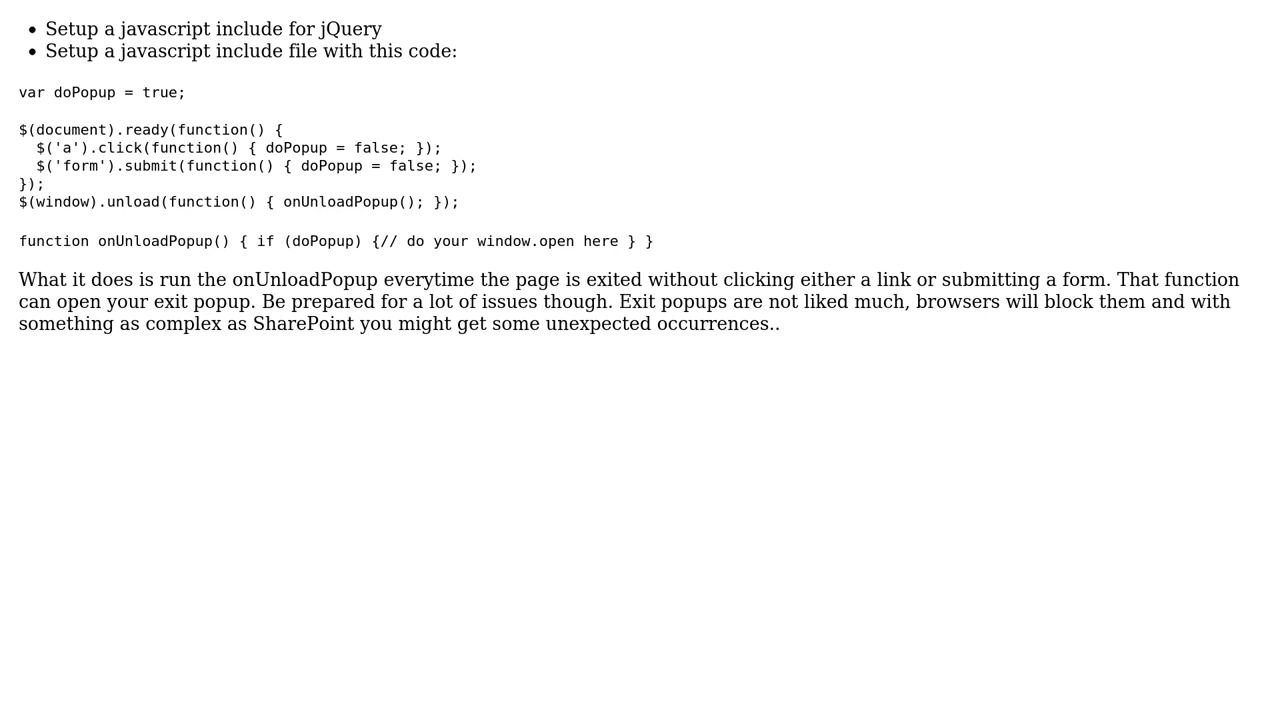 • Setup a javascript include for jQuery
• Setup a javascript include file with this code:
var doPopup = true;
$(document).ready(function() {
  $('a').click(function() { doPopup = false; });
  $('form').submit(function() { doPopup = false; });
});
$(window).unload(function() { onUnloadPopup(); });
function onUnloadPopup() { if (doPopup) {// do your window.open here } }
What it does is run the onUnloadPopup everytime the page is exited without clicking either a link or submitting a form. That function
can open your exit popup. Be prepared for a lot of issues though. Exit popups are not liked much, browsers will block them and with
something as complex as SharePoint you might get some unexpected occurrences..